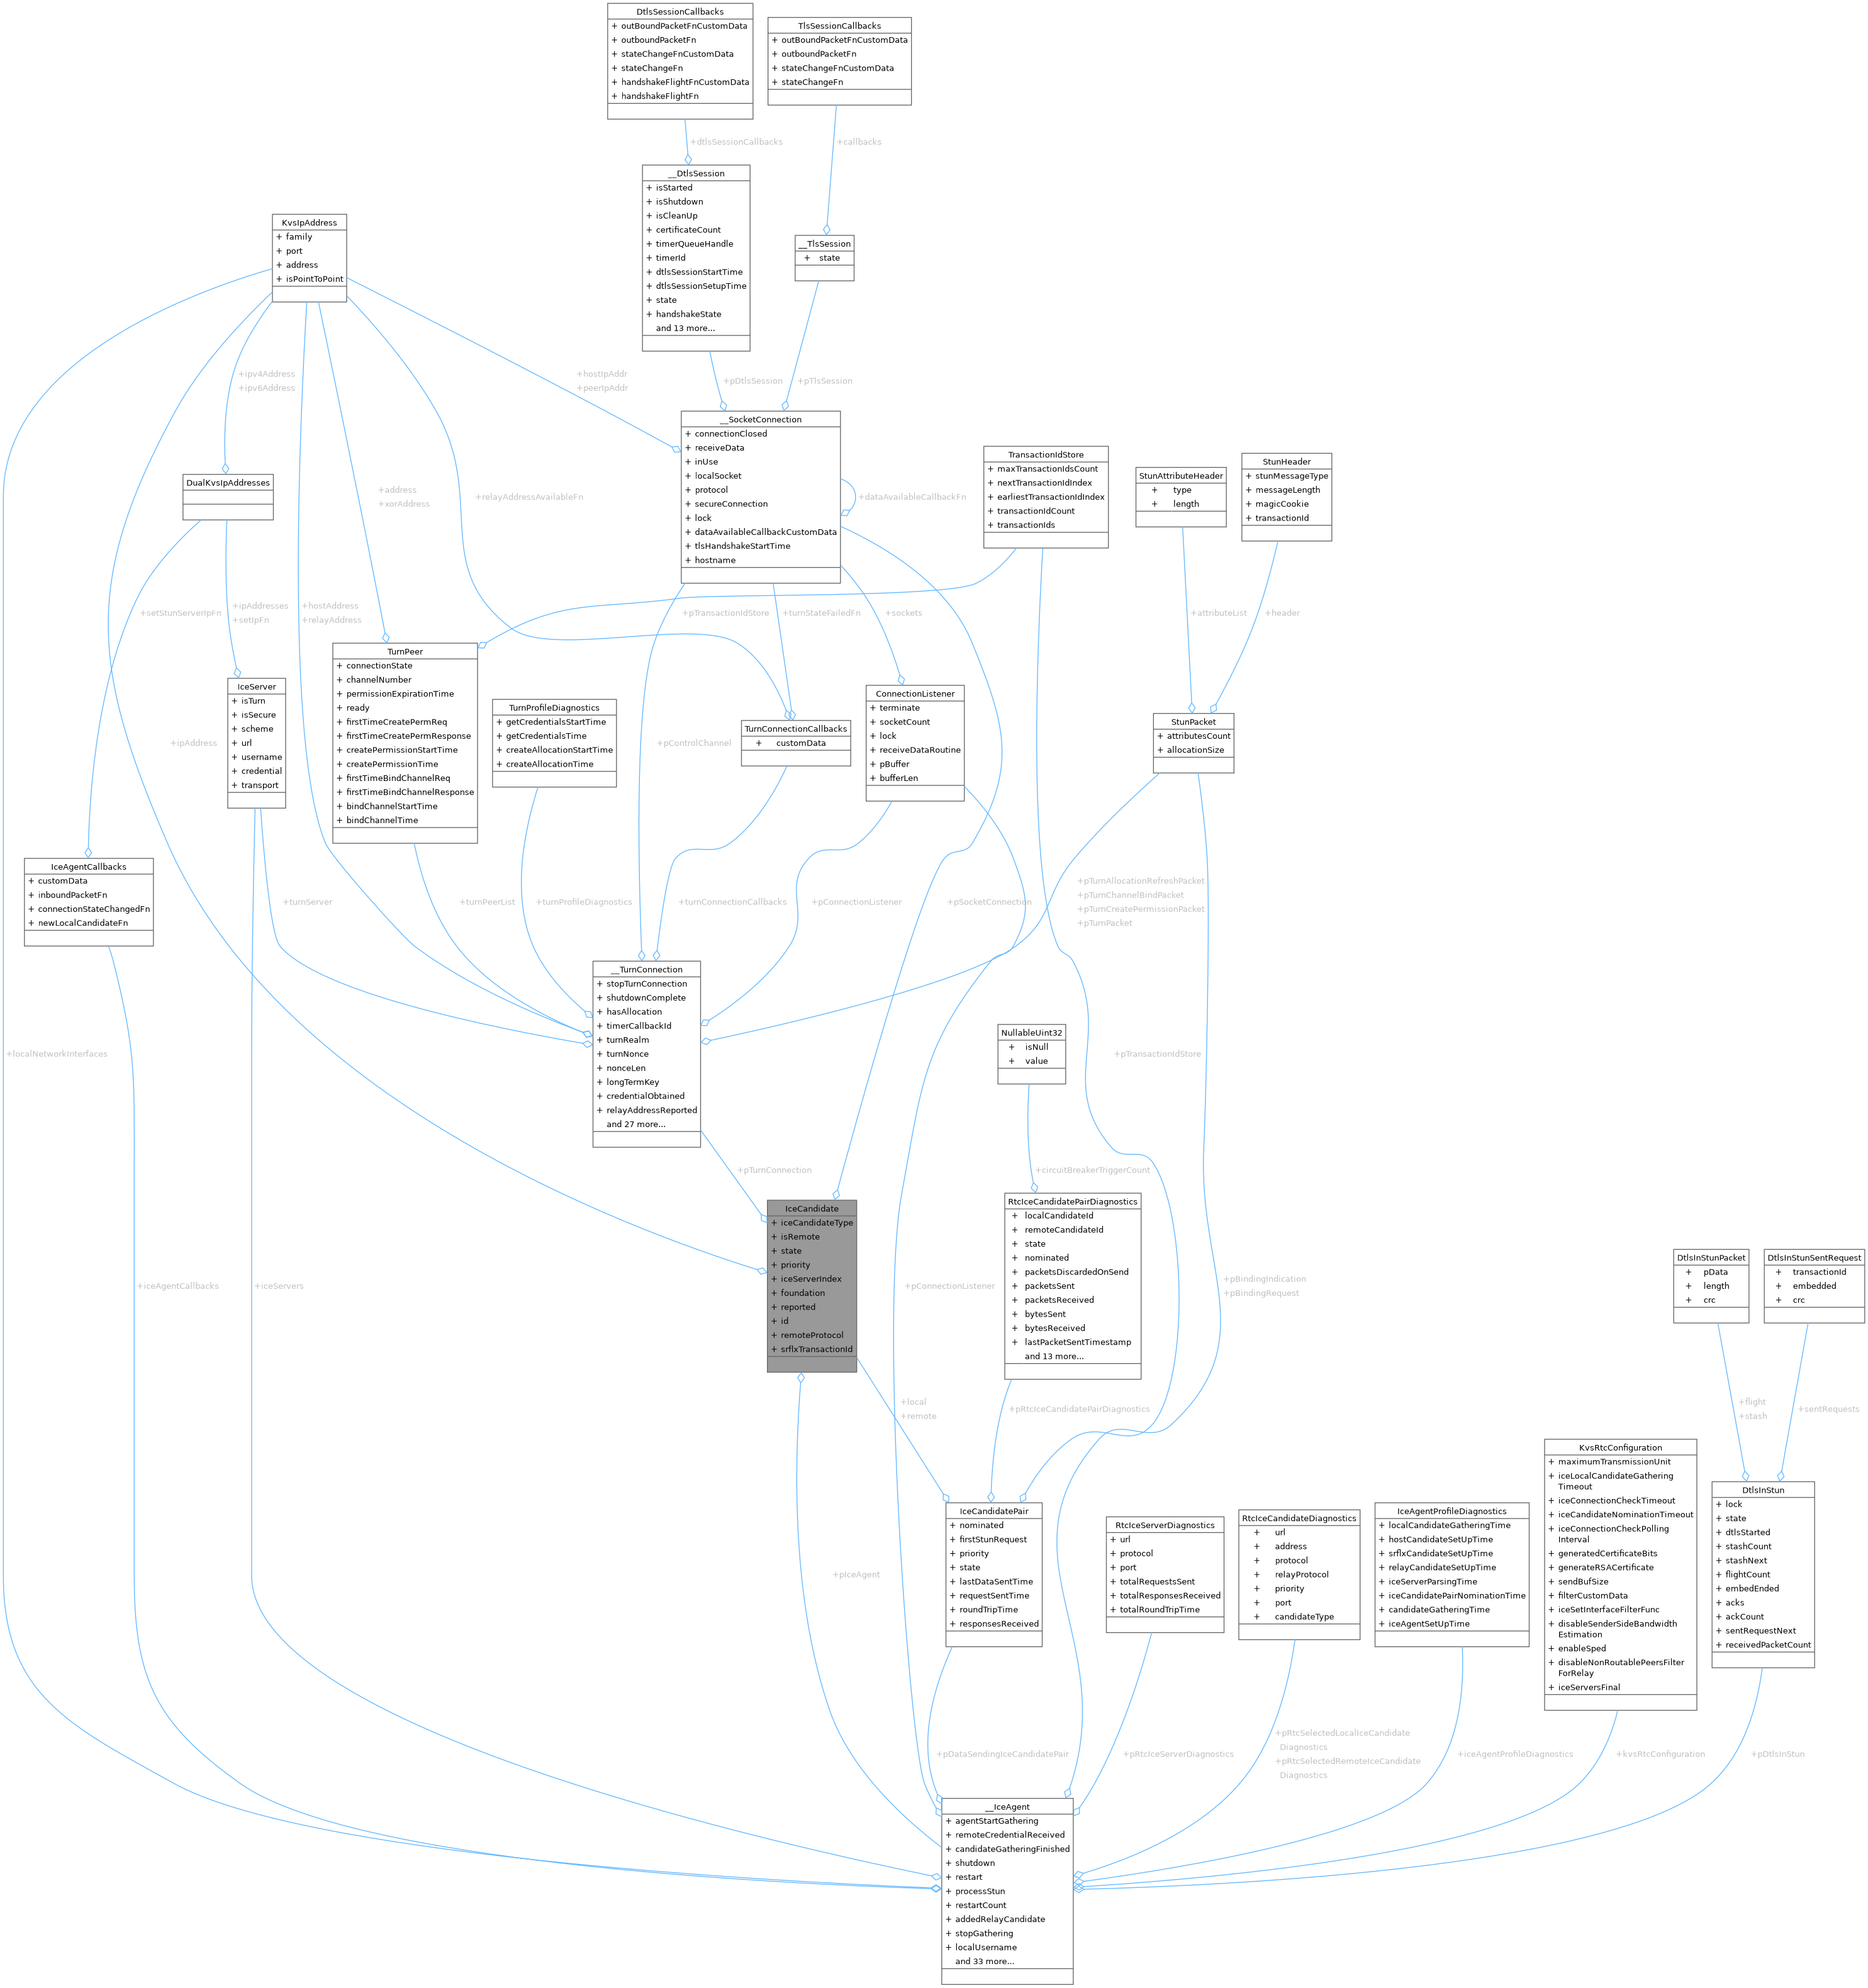 DtlsSessionCallbacks
+ outBoundPacketFnCustomData
+ outboundPacketFn
+ stateChangeFnCustomData
+ stateChangeFn
+ handshakeFlightFnCustomData
+ handshakeFlightFn
TlsSessionCallbacks
+ outBoundPacketFnCustomData
+ outboundPacketFn
+ stateChangeFnCustomData
+ stateChangeFn
+dtlsSessionCallbacks
+callbacks
__DtlsSession
+ isStarted
+ isShutdown
+ isCleanUp
+ certificateCount
+ timerQueueHandle
+ timerId
+ dtlsSessionStartTime
+ dtlsSessionSetupTime
+ state
+ handshakeState
and 13 more...
__TlsSession
+ state
KvsIpAddress
+ family
+ port
+ address
+ isPointToPoint
+ipv4Address
+ipv6Address
+hostIpAddr
+peerIpAddr
+pDtlsSession
+pTlsSession
__SocketConnection
+ connectionClosed
+ receiveData
+ inUse
+ localSocket
+ protocol
+ secureConnection
+ lock
+ dataAvailableCallbackCustomData
+ tlsHandshakeStartTime
+ hostname
+dataAvailableCallbackFn
DualKvsIpAddresses
+address
+xorAddress
+relayAddressAvailableFn
TransactionIdStore
+ maxTransactionIdsCount
+ nextTransactionIdIndex
+ earliestTransactionIdIndex
+ transactionIdCount
+ transactionIds
StunAttributeHeader
+ type
+ length
StunHeader
+ stunMessageType
+ messageLength
+ magicCookie
+ transactionId
+setStunServerIpFn
+ipAddresses
+setIpFn
+hostAddress
+relayAddress
+pTransactionIdStore
+turnStateFailedFn
+sockets
+attributeList
+header
IceServer
+ isTurn
+ isSecure
+ scheme
+ url
+ username
+ credential
+ transport
TurnPeer
+ connectionState
+ channelNumber
+ permissionExpirationTime
+ ready
+ firstTimeCreatePermReq
+ firstTimeCreatePermResponse
+ createPermissionStartTime
+ createPermissionTime
+ firstTimeBindChannelReq
+ firstTimeBindChannelResponse
+ bindChannelStartTime
+ bindChannelTime
TurnProfileDiagnostics
+ getCredentialsStartTime
+ getCredentialsTime
+ createAllocationStartTime
+ createAllocationTime
TurnConnectionCallbacks
+ customData
ConnectionListener
+ terminate
+ socketCount
+ lock
+ receiveDataRoutine
+ pBuffer
+ bufferLen
StunPacket
+ attributesCount
+ allocationSize
+ipAddress
+pControlChannel
IceAgentCallbacks
+ customData
+ inboundPacketFn
+ connectionStateChangedFn
+ newLocalCandidateFn
+turnServer
+turnPeerList
+turnProfileDiagnostics
+turnConnectionCallbacks
+pConnectionListener
+pSocketConnection
+pTurnAllocationRefreshPacket
+pTurnChannelBindPacket
+pTurnCreatePermissionPacket
+pTurnPacket
__TurnConnection
+ stopTurnConnection
+ shutdownComplete
+ hasAllocation
+ timerCallbackId
+ turnRealm
+ turnNonce
+ nonceLen
+ longTermKey
+ credentialObtained
+ relayAddressReported
and 27 more...
NullableUint32
+ isNull
+ value
+localNetworkInterfaces
+pTransactionIdStore
+pTurnConnection
+circuitBreakerTriggerCount
IceCandidate
+ iceCandidateType
+ isRemote
+ state
+ priority
+ iceServerIndex
+ foundation
+ reported
+ id
+ remoteProtocol
+ srflxTransactionId
RtcIceCandidatePairDiagnostics
+ localCandidateId
+ remoteCandidateId
+ state
+ nominated
+ packetsDiscardedOnSend
+ packetsSent
+ packetsReceived
+ bytesSent
+ bytesReceived
+ lastPacketSentTimestamp
and 13 more...
+iceAgentCallbacks
+iceServers
+pConnectionListener
+pBindingIndication
+pBindingRequest
DtlsInStunPacket
+ pData
+ length
+ crc
DtlsInStunSentRequest
+ transactionId
+ embedded
+ crc
+local
+remote
+pRtcIceCandidatePairDiagnostics
+flight
+stash
+sentRequests
+pIceAgent
IceCandidatePair
+ nominated
+ firstStunRequest
+ priority
+ state
+ lastDataSentTime
+ requestSentTime
+ roundTripTime
+ responsesReceived
RtcIceServerDiagnostics
+ url
+ protocol
+ port
+ totalRequestsSent
+ totalResponsesReceived
+ totalRoundTripTime
RtcIceCandidateDiagnostics
+ url
+ address
+ protocol
+ relayProtocol
+ priority
+ port
+ candidateType
IceAgentProfileDiagnostics
+ localCandidateGatheringTime
+ hostCandidateSetUpTime
+ srflxCandidateSetUpTime
+ relayCandidateSetUpTime
+ iceServerParsingTime
+ iceCandidatePairNominationTime
+ candidateGatheringTime
+ iceAgentSetUpTime
KvsRtcConfiguration
+ maximumTransmissionUnit
+ iceLocalCandidateGathering
Timeout
+ iceConnectionCheckTimeout
+ iceCandidateNominationTimeout
+ iceConnectionCheckPolling
Interval
+ generatedCertificateBits
+ generateRSACertificate
+ sendBufSize
+ filterCustomData
+ iceSetInterfaceFilterFunc
+ disableSenderSideBandwidth
Estimation
+ enableSped
+ disableNonRoutablePeersFilter
ForRelay
+ iceServersFinal
DtlsInStun
+ lock
+ state
+ dtlsStarted
+ stashCount
+ stashNext
+ flightCount
+ embedEnded
+ acks
+ ackCount
+ sentRequestNext
+ receivedPacketCount
+pDataSendingIceCandidatePair
+pRtcIceServerDiagnostics
+pRtcSelectedLocalIceCandidate
Diagnostics
+pRtcSelectedRemoteIceCandidate
Diagnostics
+iceAgentProfileDiagnostics
+kvsRtcConfiguration
+pDtlsInStun
__IceAgent
+ agentStartGathering
+ remoteCredentialReceived
+ candidateGatheringFinished
+ shutdown
+ restart
+ processStun
+ restartCount
+ addedRelayCandidate
+ stopGathering
+ localUsername
and 33 more...